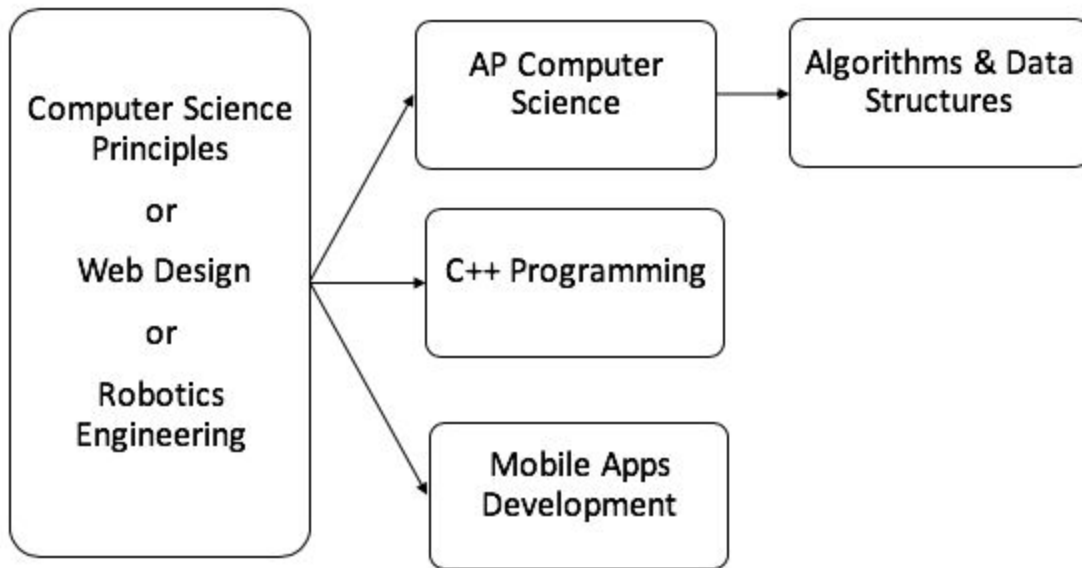 Computer Science
Principles
or
Web Design
or
Robotics
Engineering
AP Computer
Science
Algorithms & Data
Structures
C++ Programming
Mobile Apps
Development